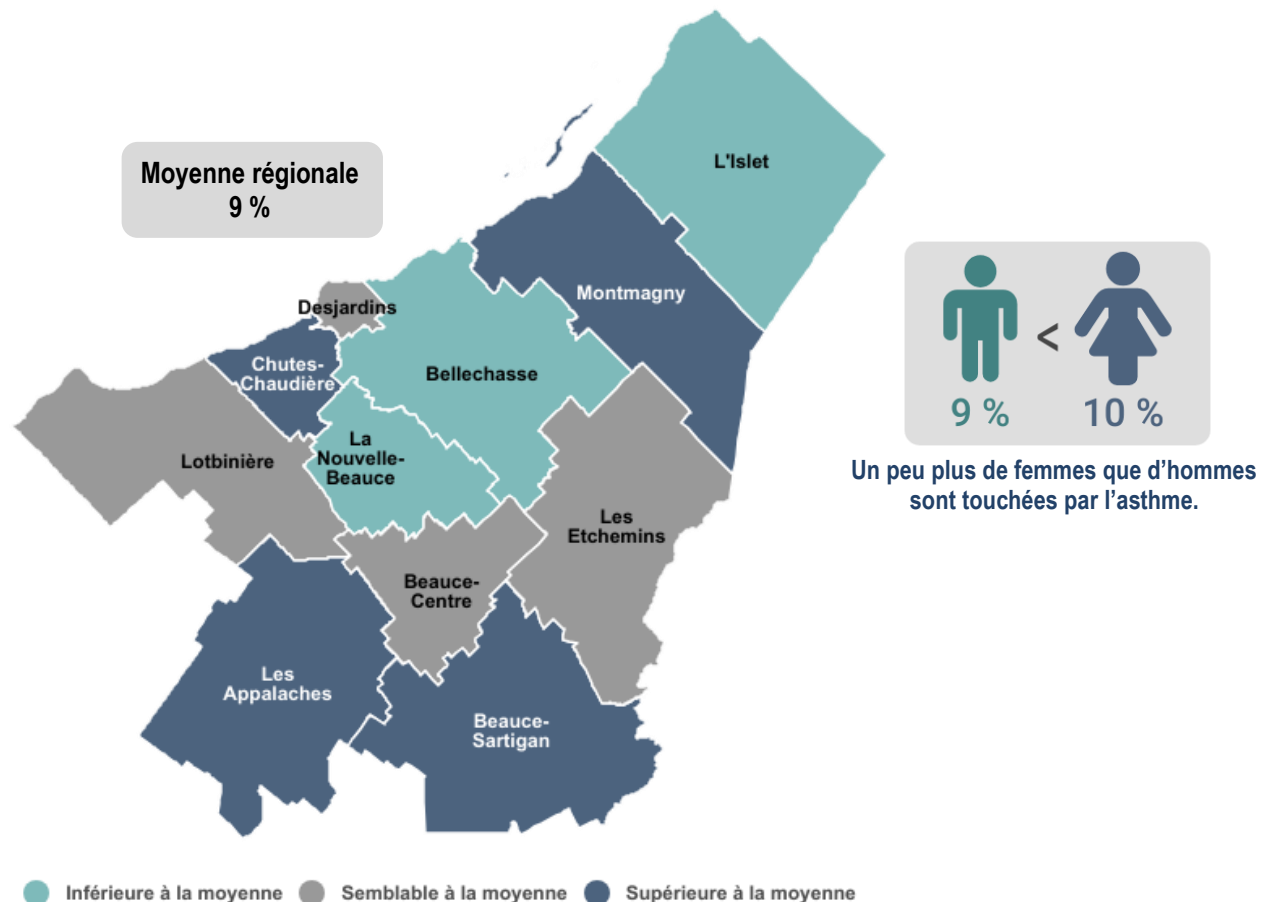 Moyenne régionale
9 %
L'Islet
Montmagny
Desjardins
Chutes-
Chaudière
Bellechasse
La
Nouvelle-
Beauce
Lotbinière
Les
Etchemins
Beauce-
Centre
Les
Appalaches
Beauce-
Sartigan
<
9 %
10 %
Un peu plus de femmes que d’hommes
sont touchées par l’asthme.
Inférieure à la moyenne
Semblable à la moyenne
Supérieure à la moyenne